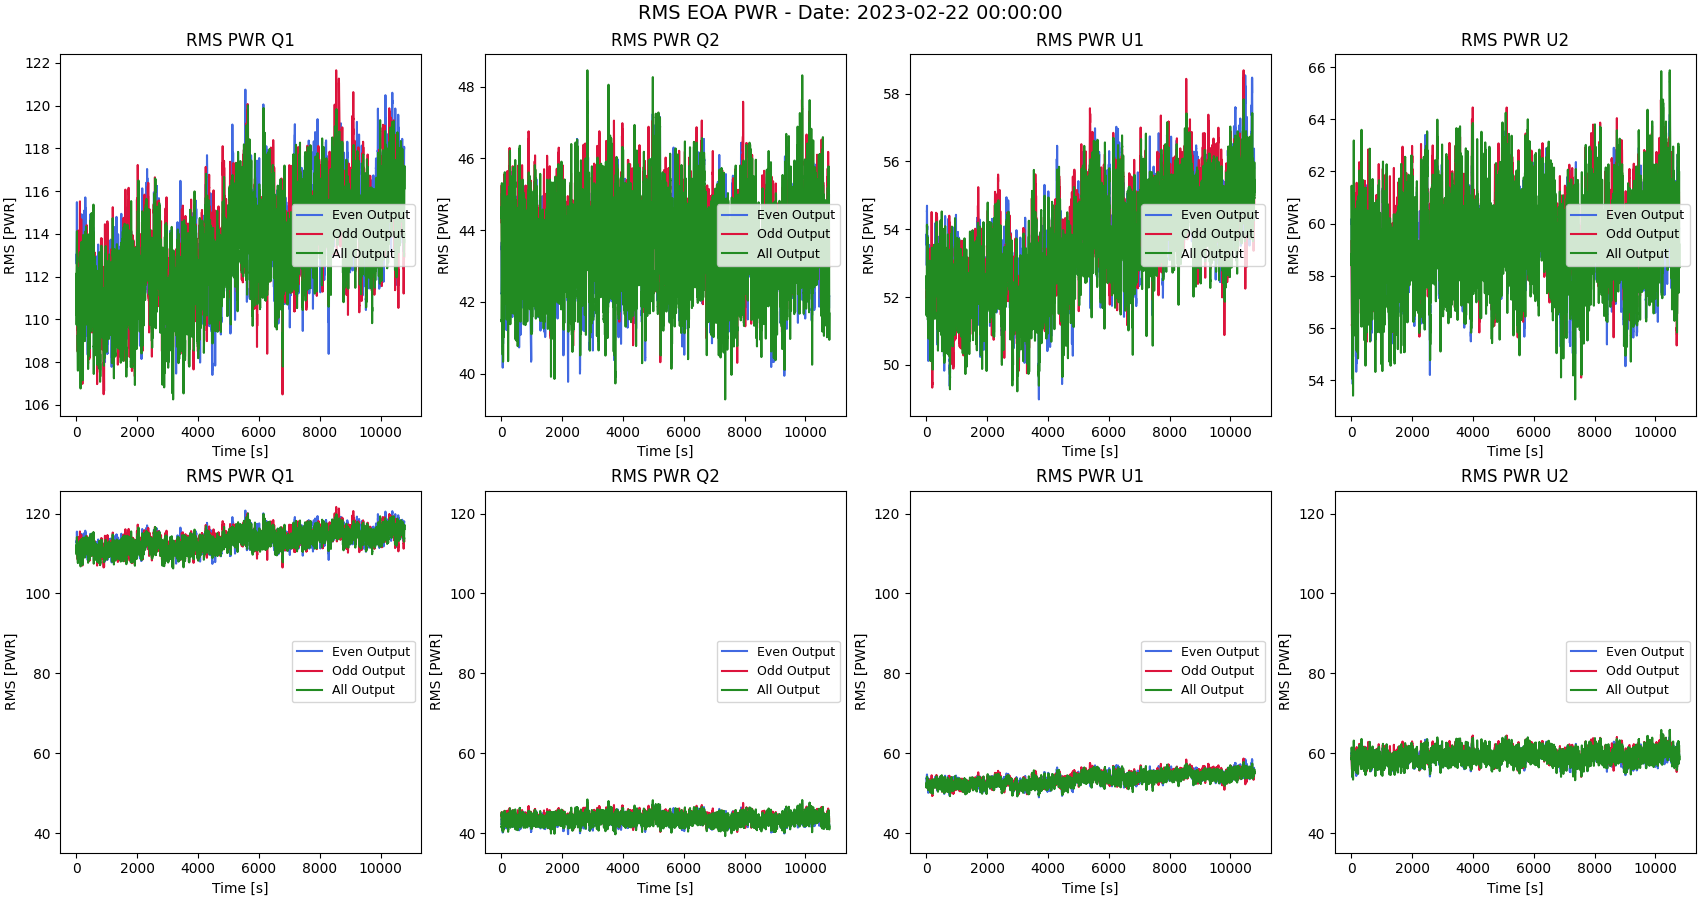 RMS EOA PWR - Date: 2023-02-22 00:00:00
RMS PWR Q1
RMS [PWR]
122
120
118
116
114
112
110
108
106
Even Output
Odd Output
All Output
0 2000 4000 6000 8000 10000
Time [s]
RMS PWR Q2
RMS [PWR]
48
46
44
42
40
Even Output
Odd Output
All Output
0 2000 4000 6000 8000 10000
Time [s]
RMS PWR U1
RMS [PWR]
58
56
54
52
50
Even Output
Odd Output
All Output
0 2000 4000 6000 8000 10000
Time [s]
RMS PWR U2
RMS [PWR]
66
64
62
60
58
56
54
Even Output
Odd Output
All Output
0 2000 4000 6000 8000 10000
Time [s]
RMS PWR Q1
RMS [PWR]
120
100
80
60
40
Even Output
Odd Output
All Output
0 2000 4000 6000 8000 10000
Time [s]
RMS PWR Q2
RMS [PWR]
120
100
80
60
40
Even Output
Odd Output
All Output
0 2000 4000 6000 8000 10000
Time [s]
RMS PWR U1
RMS [PWR]
120
100
80
60
40
Even Output
Odd Output
All Output
0 2000 4000 6000 8000 10000
Time [s]
RMS PWR U2
RMS [PWR]
120
100
80
60
40
Even Output
Odd Output
All Output
0 2000 4000 6000 8000 10000
Time [s]